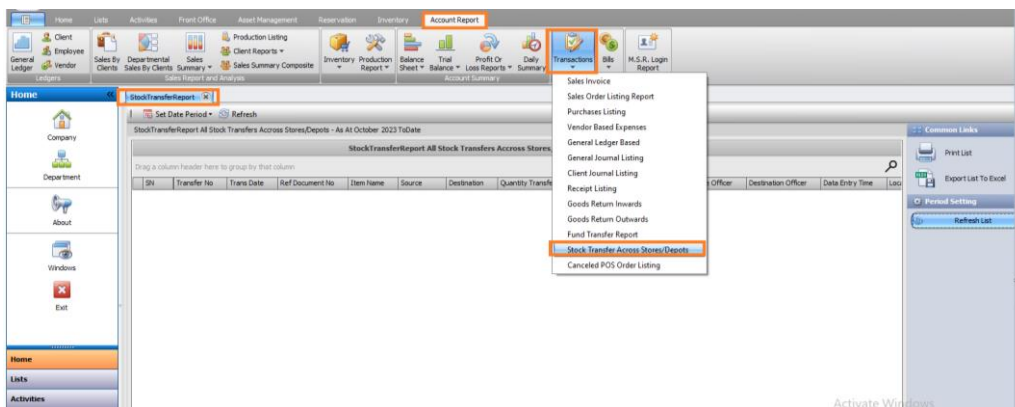 Home Lists Activities Front Office Asset Management Reservation Inventory Account Report
Client
Employee
Vendor
General Ledger
Ledgers
Sales By Clients
Departmental Sales By Clients
Sales Summary
Production Listing
Client Reports
Sales Summary Composite
Sales Report and Analysis
Inventory
Production Report
Balance Sheet
Trial Balance
Profit Or Loss Reports
Daily Summary
Account Summary
Transactions
Bills
M.S.R. Login Report
Sales Invoice
Sales Order Listing Report
Purchases Listing
Vendor Based Expenses
General Ledger Based
General Journal Listing
Client Journal Listing
Receipt Listing
Goods Return Inwards
Goods Return Outwards
Fund Transfer Report
Stock Transfer Across Stores/Depots
Canceled POS Order Listing
Home «
Company
Department
About
Windows
Exit
Home
Lists
Activities
StockTransferReport
Set Date Period Refresh
StockTransferReport All Stock Transfers Accross Stores/Depots - As At October 2023 ToDate
StockTransferReport All Stock Transfers Accross Stores
Drag a column header here to group by that column
SN Transfer No Trans Date Ref Document No Item Name Source Destination Quantity Transfe Officer Destination Officer Data Entry Time Loca
Common Links
Print List
Export List To Excel
Period Setting
Refresh List
Activate Windows